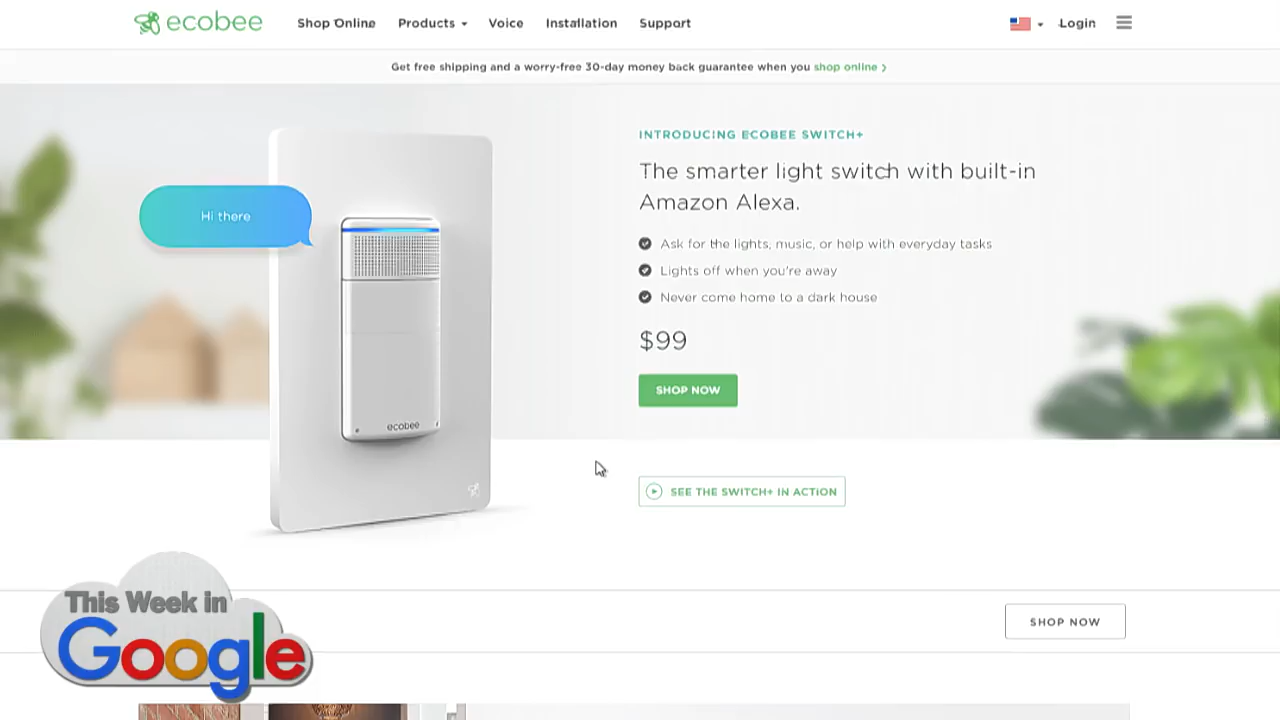 ecobee
Shop Online
Products
Voice
Installation
Support
Login
Get free shipping and a worry-free 30-day money back guarantee when you shop online >
INTRODUCING ECOBEE SWITCH+
The smarter light switch with built-in
Amazon Alexa.
Hi there
Ask for the lights, music, or help with everyday tasks
Lights off when you're away
Never come home to a dark house
$99
SHOP NOW
ecobee
SEE THE SWITCH+ IN ACTION
This Week in
Google
SHOP NOW